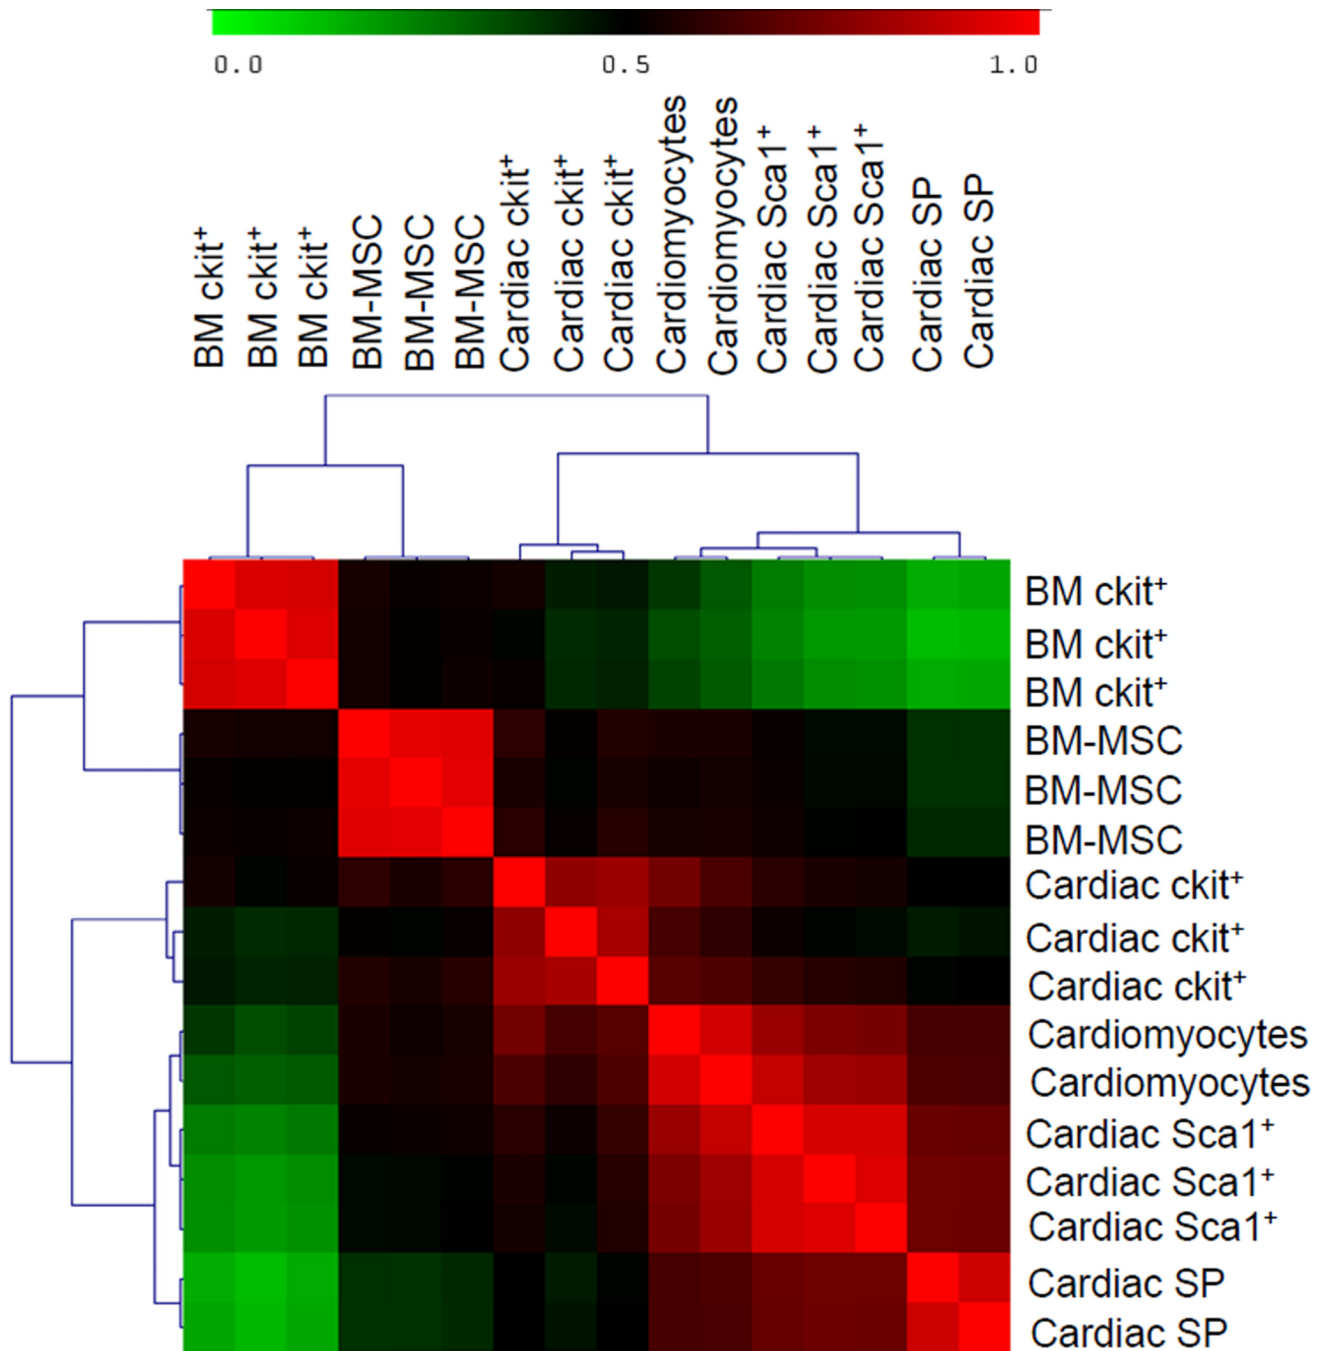 0.0 0.5 1.0
BM ckit⁺
BM ckit⁺
BM ckit⁺
BM-MSC
BM-MSC
BM-MSC
Cardiac ckit⁺
Cardiac ckit⁺
Cardiac ckit⁺
Cardiomyocytes
Cardiomyocytes
Cardiac Sca1⁺
Cardiac Sca1⁺
Cardiac Sca1⁺
Cardiac SP
Cardiac SP
BM ckit⁺
BM ckit⁺
BM ckit⁺
BM-MSC
BM-MSC
BM-MSC
Cardiac ckit⁺
Cardiac ckit⁺
Cardiac ckit⁺
Cardiomyocytes
Cardiomyocytes
Cardiac Sca1⁺
Cardiac Sca1⁺
Cardiac Sca1⁺
Cardiac SP
Cardiac SP